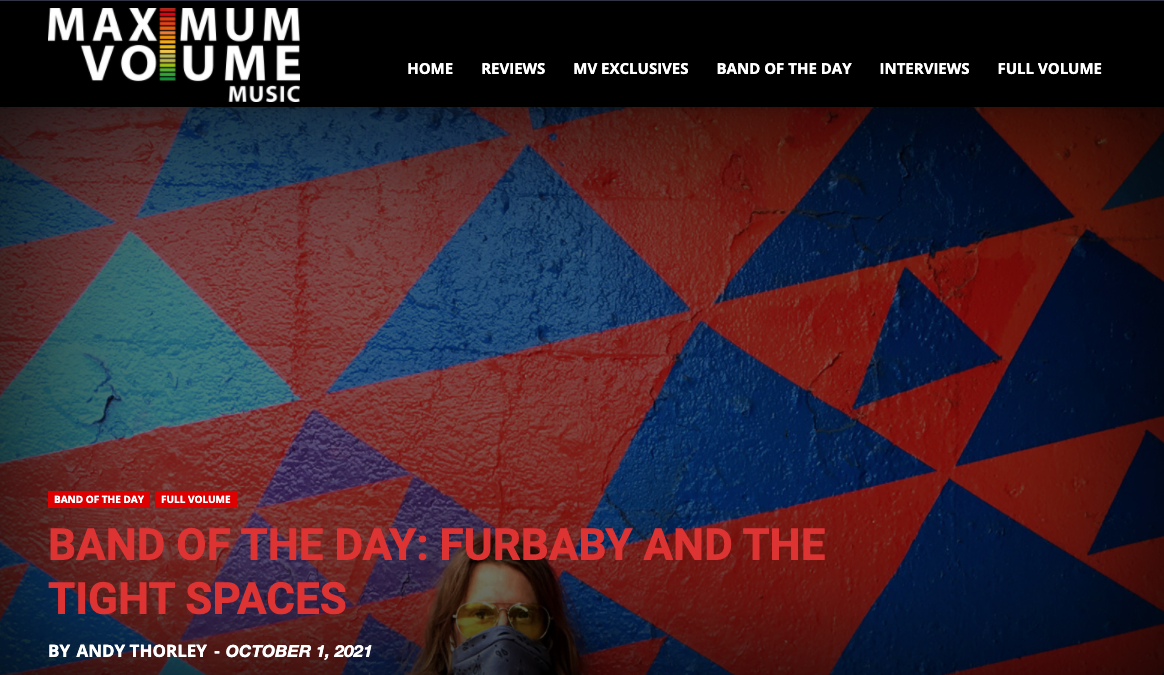 MAXIMUM
VOLUME
MUSIC
HOME REVIEWS MV EXCLUSIVES BAND OF THE DAY INTERVIEWS FULL VOLUME
BAND OF THE DAY FULL VOLUME
BAND OF THE DAY: FURBABY AND THE
TIGHT SPACES
BY ANDY THORLEY - OCTOBER 1, 2021